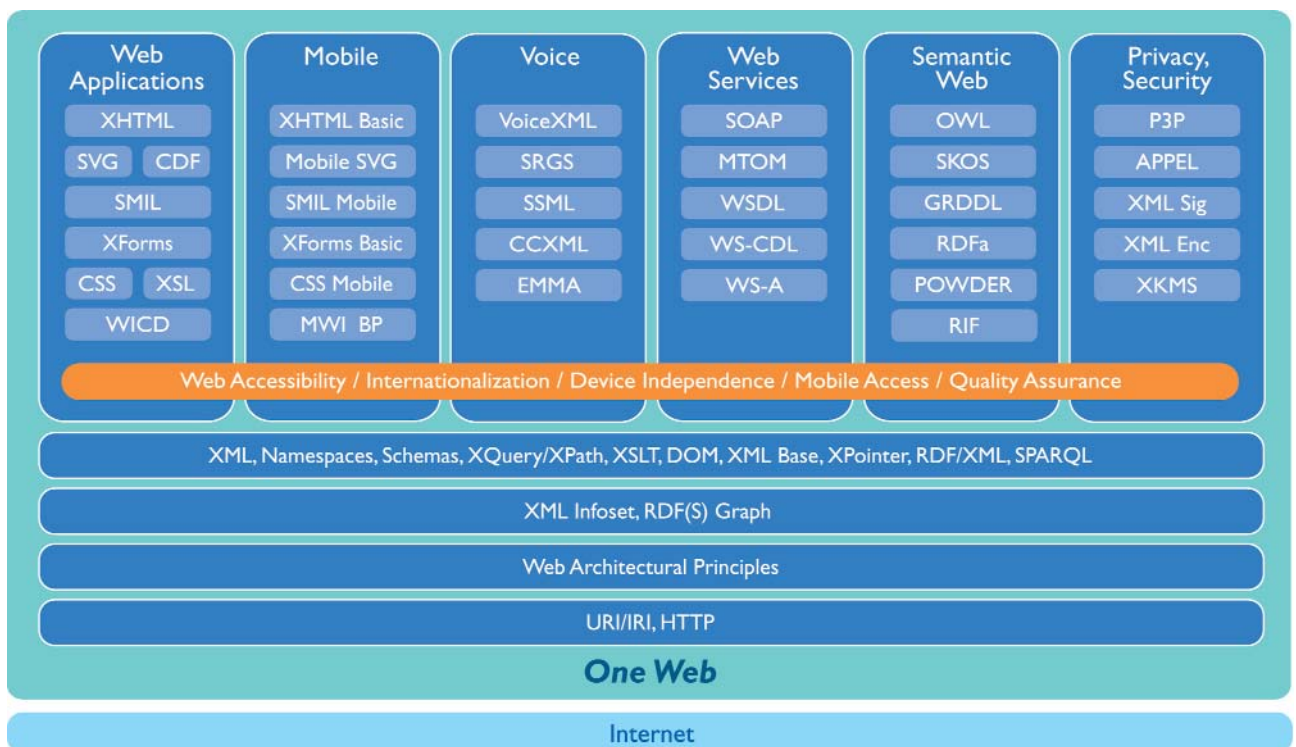 Web
Applications
XHTML
SVG CDF
SMIL
XForms
CSS XSL
WICD
Mobile
XHTML Basic
Mobile SVG
SMIL Mobile
XForms Basic
CSS Mobile
MWI BP
Voice
VoiceXML
SRGS
SSML
CCXML
EMMA
Web
Services
SOAP
MTOM
WSDL
WS-CDL
WS-A
Semantic
Web
OWL
SKOS
GRDDL
RDFa
POWDER
RIF
Privacy,
Security
P3P
APPEL
XML Sig
XML Enc
XKMS
Web Accessibility / Internationalization / Device Independence / Mobile Access / Quality Assurance
XML, Namespaces, Schemas, XQuery/XPath, XSLT, DOM, XML Base, XPointer, RDF/XML, SPARQL
XML Infoset, RDF(S) Graph
Web Architectural Principles
URI/IRI, HTTP
One Web
Internet